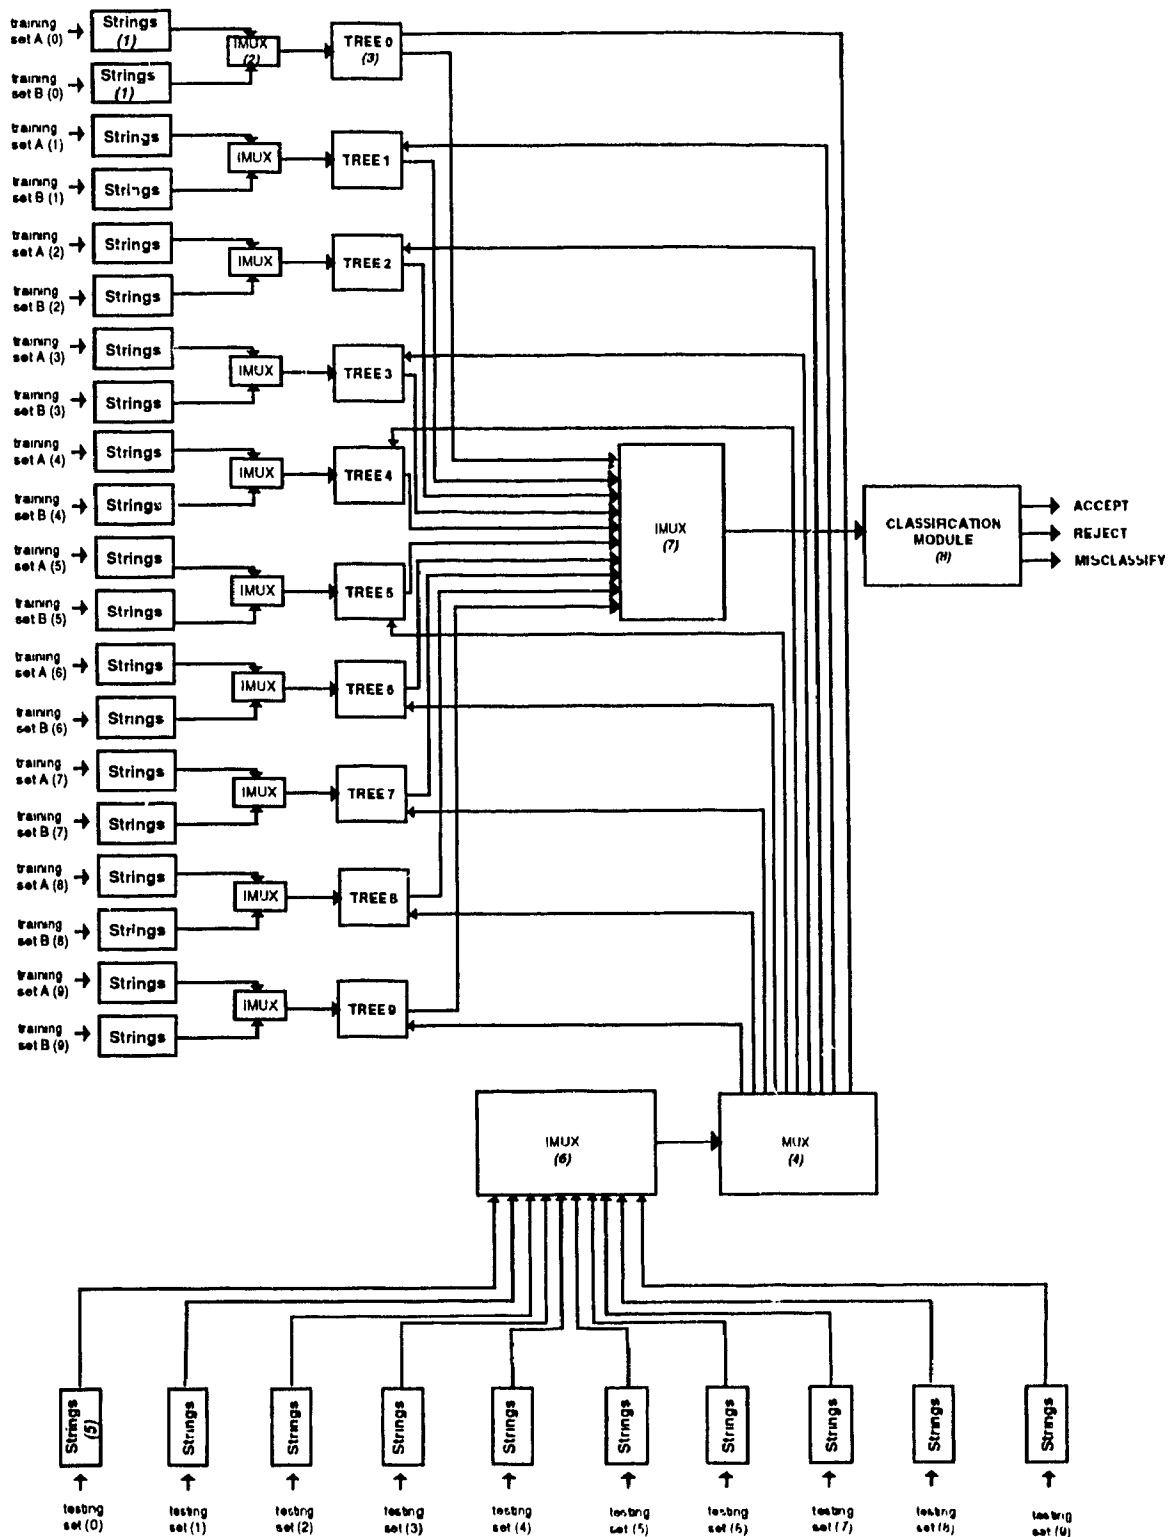 training
set A (0)
Strings
(1)
IMUX
(2)
TREE 0
(3)
training
set B (0)
Strings
(1)
training
set A (1)
Strings
IMUX
TREE 1
training
set B (1)
Strings
training
set A (2)
Strings
IMUX
TREE 2
training
set B (2)
Strings
training
set A (3)
Strings
IMUX
TREE 3
training
set B (3)
Strings
training
set A (4)
Strings
IMUX
TREE 4
training
set B (4)
Strings
IMUX
(7)
CLASSIFICATION
MODULE
(8)
ACCEPT
REJECT
MISCLASSIFY
training
set A (5)
Strings
IMUX
TREE 5
training
set B (5)
Strings
training
set A (6)
Strings
IMUX
TREE 6
training
set B (6)
Strings
training
set A (7)
Strings
IMUX
TREE 7
training
set B (7)
Strings
training
set A (8)
Strings
IMUX
TREE 8
training
set B (8)
Strings
training
set A (9)
Strings
IMUX
TREE 9
training
set B (9)
Strings
IMUX
(6)
MUX
(4)
Strings
(5)
Strings
Strings
Strings
Strings
Strings
Strings
Strings
Strings
Strings
testing
set (0)
testing
set (1)
testing
set (2)
testing
set (3)
testing
set (4)
testing
set (5)
testing
set (6)
testing
set (7)
testing
set (8)
testing
set (9)